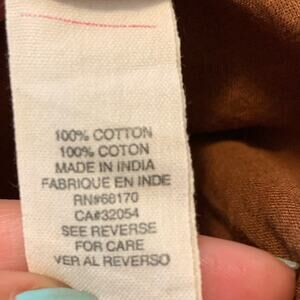 100% COTTON
100% COTON
MADE IN INDIA
FABRIQUE EN INDE
RN#68170
CA#32054
SEE REVERSE
FOR CARE
VER AL REVERSO